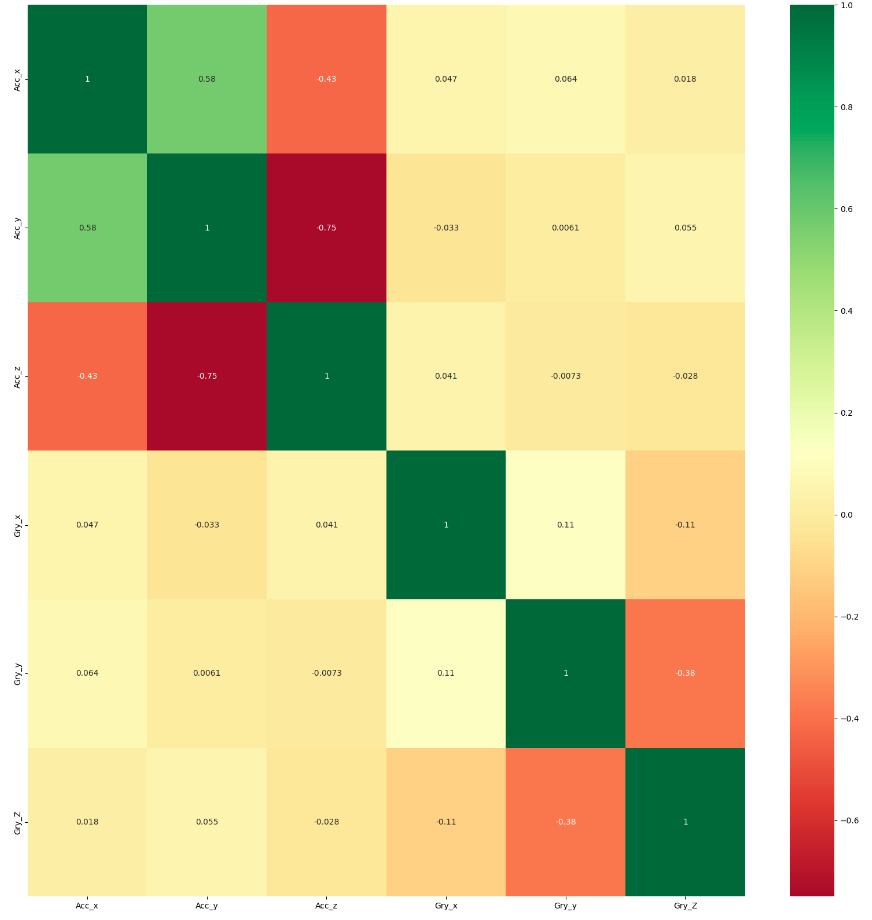 Acc_x 1 0.58 -0.43 0.047 0.064 0.018
Acc_y 0.58 1 -0.75 -0.033 0.0061 0.055
Acc_z -0.43 -0.75 1 0.041 -0.0073 -0.028
Gry_x 0.047 -0.033 0.041 1 0.11 -0.11
Gry_y 0.064 0.0061 -0.0073 0.11 1 -0.38
Gry_Z 0.018 0.055 -0.028 -0.11 -0.38 1
Acc_x Acc_y Acc_z Gry_x Gry_y Gry_Z
1.0
0.8
0.6
0.4
0.2
0.0
−0.2
−0.4
−0.6